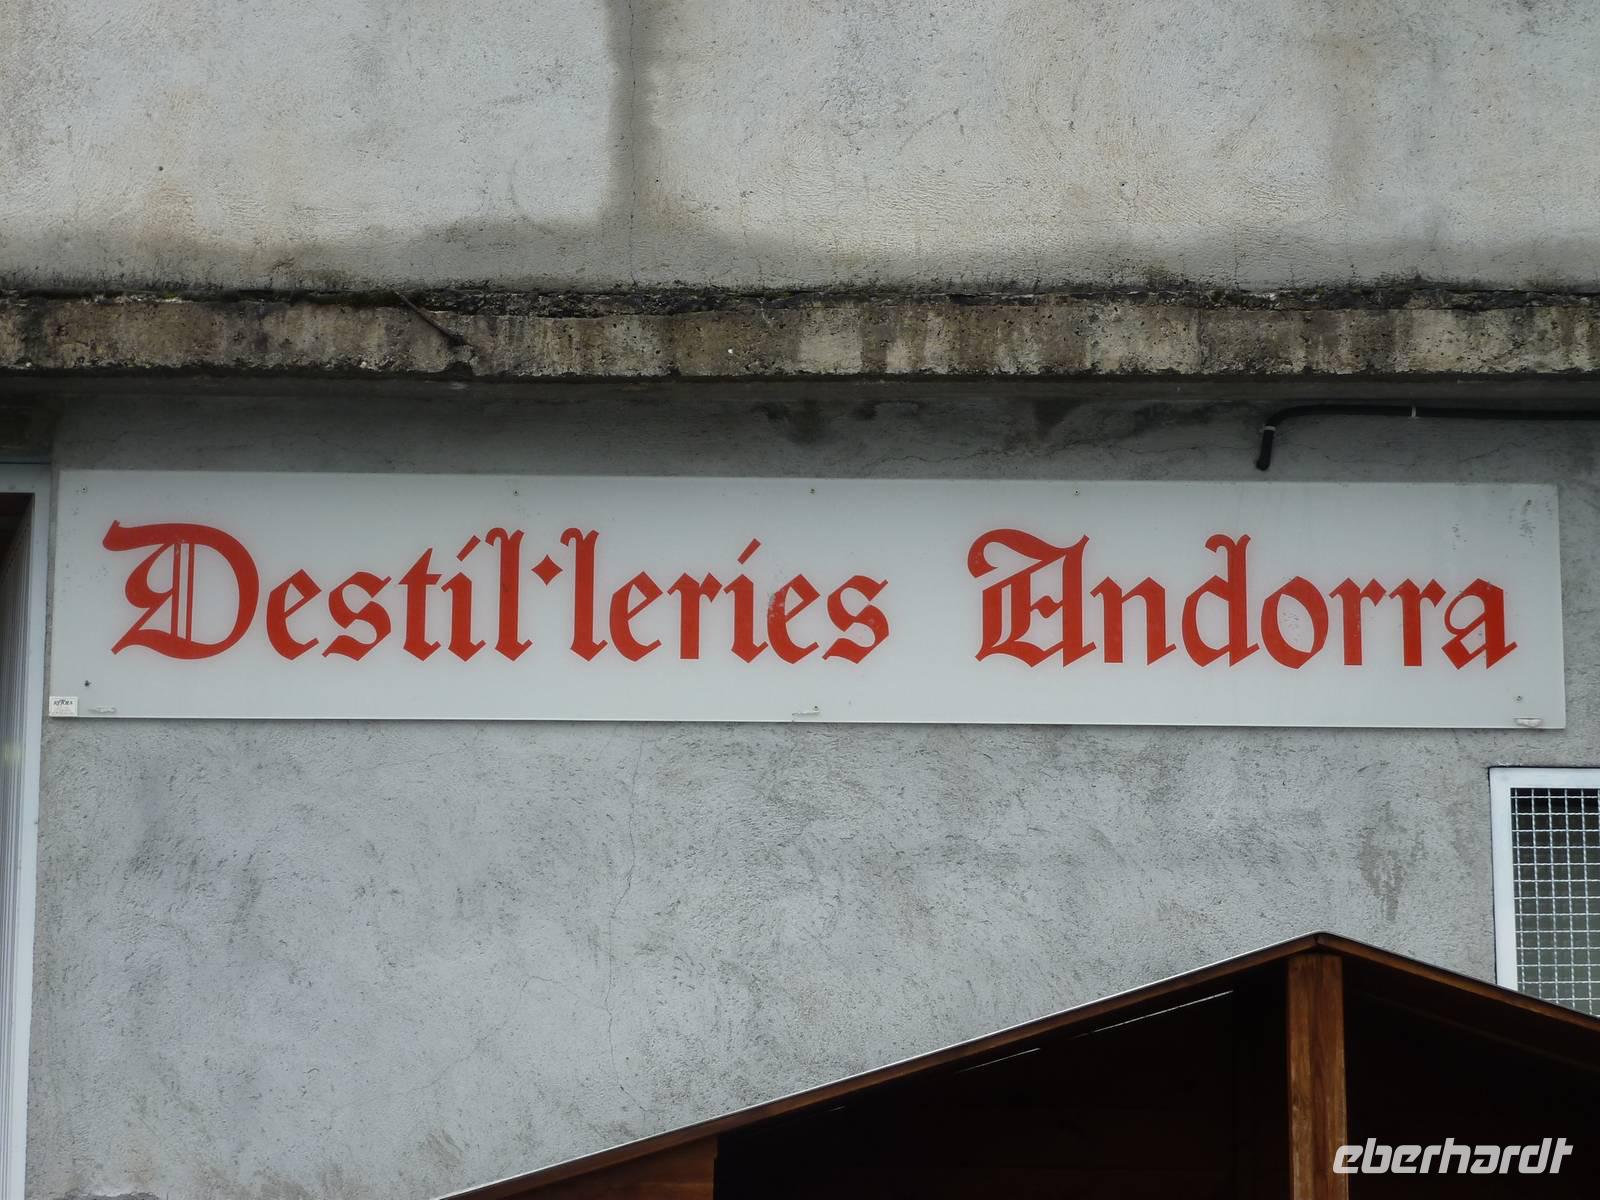 Destil·leries Andorra
eberhardt